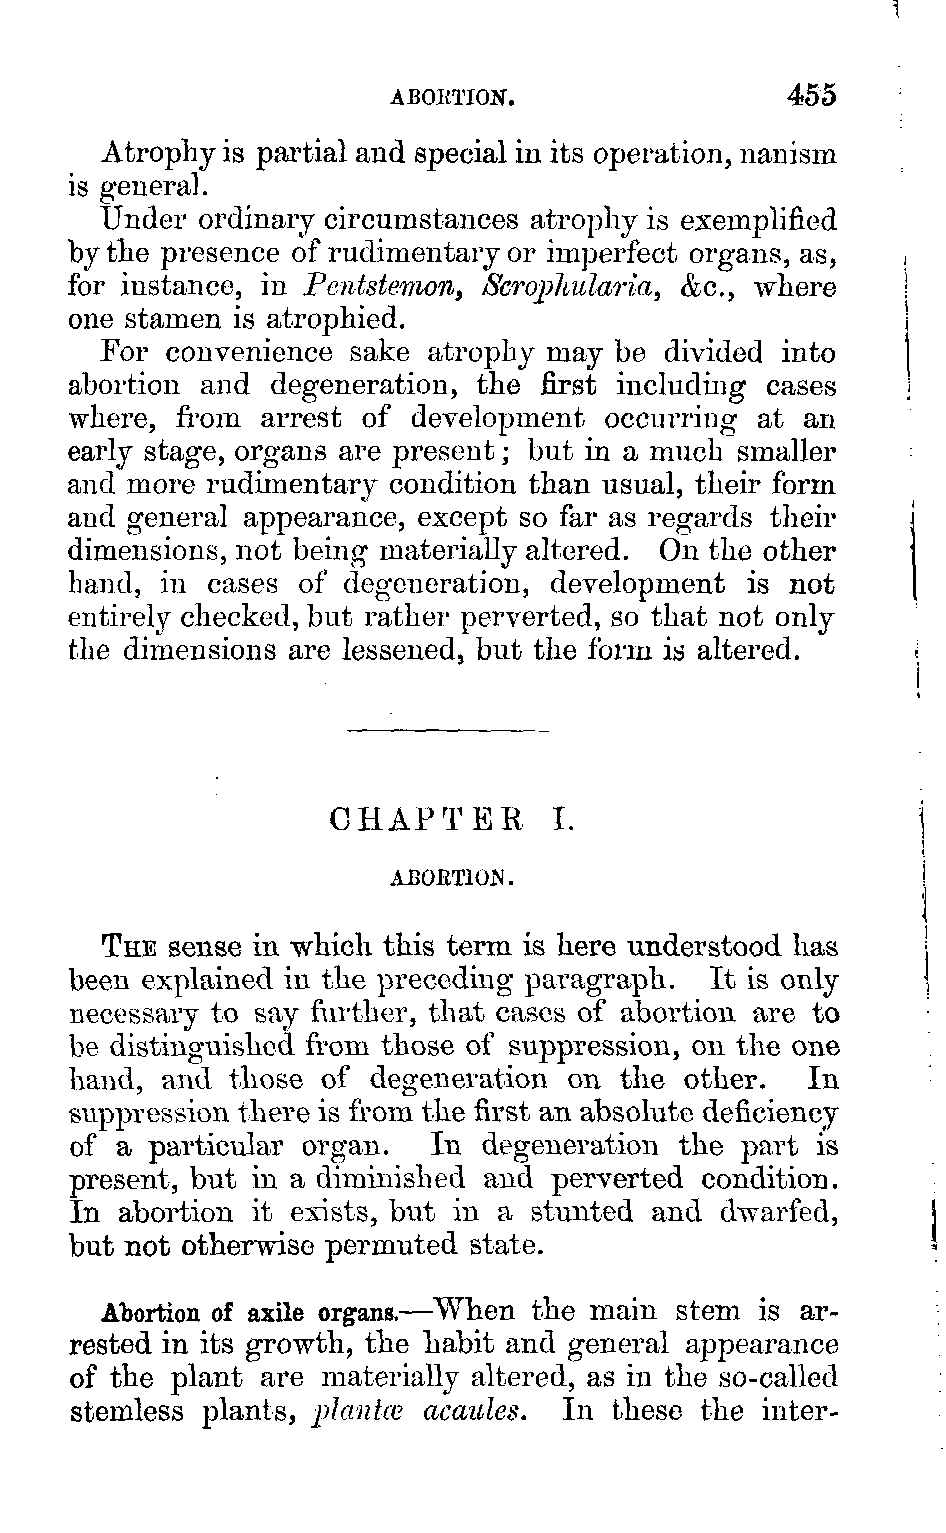 ABORTION. 455
Atrophy is partial and special in its operation, nanism
is general.
Under ordinary circumstances atrophy is exemplified
by the presence of rudimentary or imperfect organs, as,
for instance, in Pentstemon, Scrophularia, &c., where
one stamen is atrophied.
For convenience sake atrophy may be divided into
abortion and degeneration, the first including cases
where, from arrest of development occurring at an
early stage, organs are present; but in a much smaller
and more rudimentary condition than usual, their form
and general appearance, except so far as regards their
dimensions, not being materially altered. On the other
hand, in cases of degeneration, development is not
entirely checked, but rather perverted, so that not only
the dimensions are lessened, but the form is altered.
CHAPTER I.
ABORTION.
THE sense in which this term is here understood has
been explained in the preceding paragraph. It is only
necessary to say further, that cases of abortion are to
be distinguished from those of suppression, on the one
hand, and those of degeneration on the other. In
suppression there is from the first an absolute deficiency
of a particular organ. In degeneration the part is
present, but in a diminished and perverted condition.
In abortion it exists, but in a stunted and dwarfed,
but not otherwise permuted state.
Abortion of axile organs.—When the main stem is ar-
rested in its growth, the habit and general appearance
of the plant are materially altered, as in the so-called
stemless plants, plantæ acaules. In these the inter-